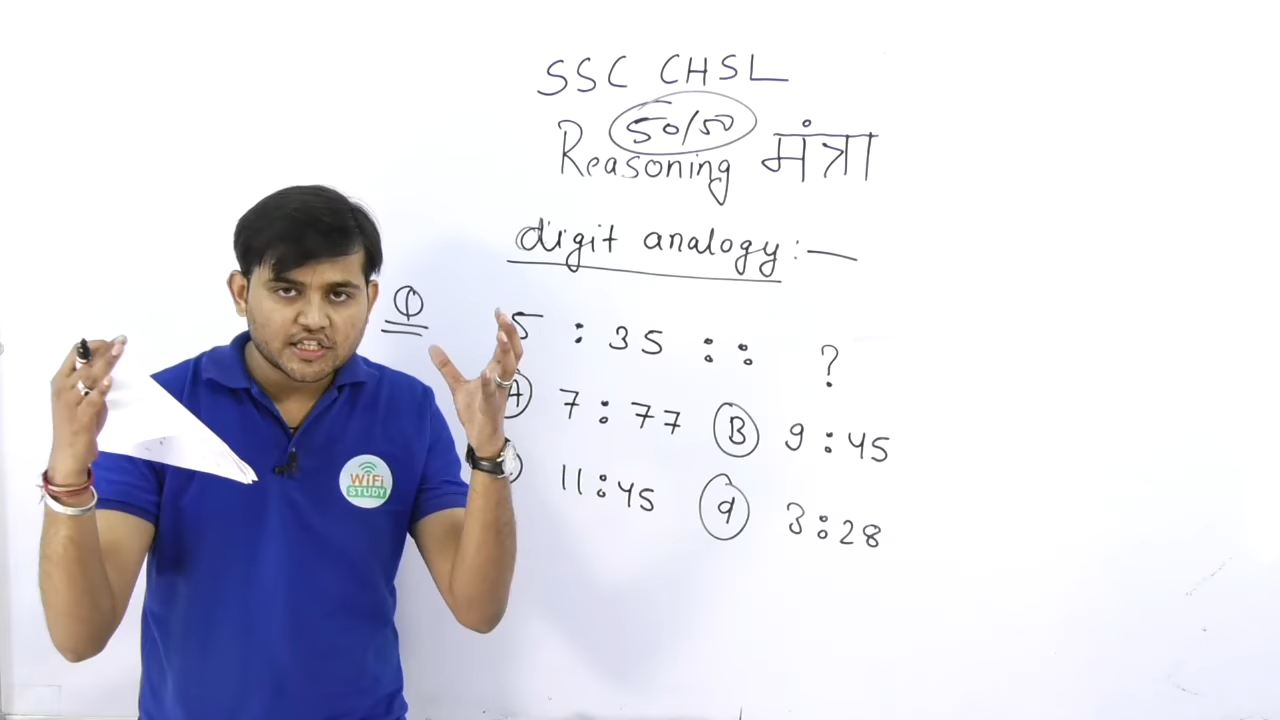 SSC CHSL
50/50
Reasoning मंत्रा
digit analogy :—
① 5 : 35 :: ?
Ⓐ 7 : 77 Ⓑ 9 : 45
11 : 45 ⓓ 3 : 28
WiFi
STUDY